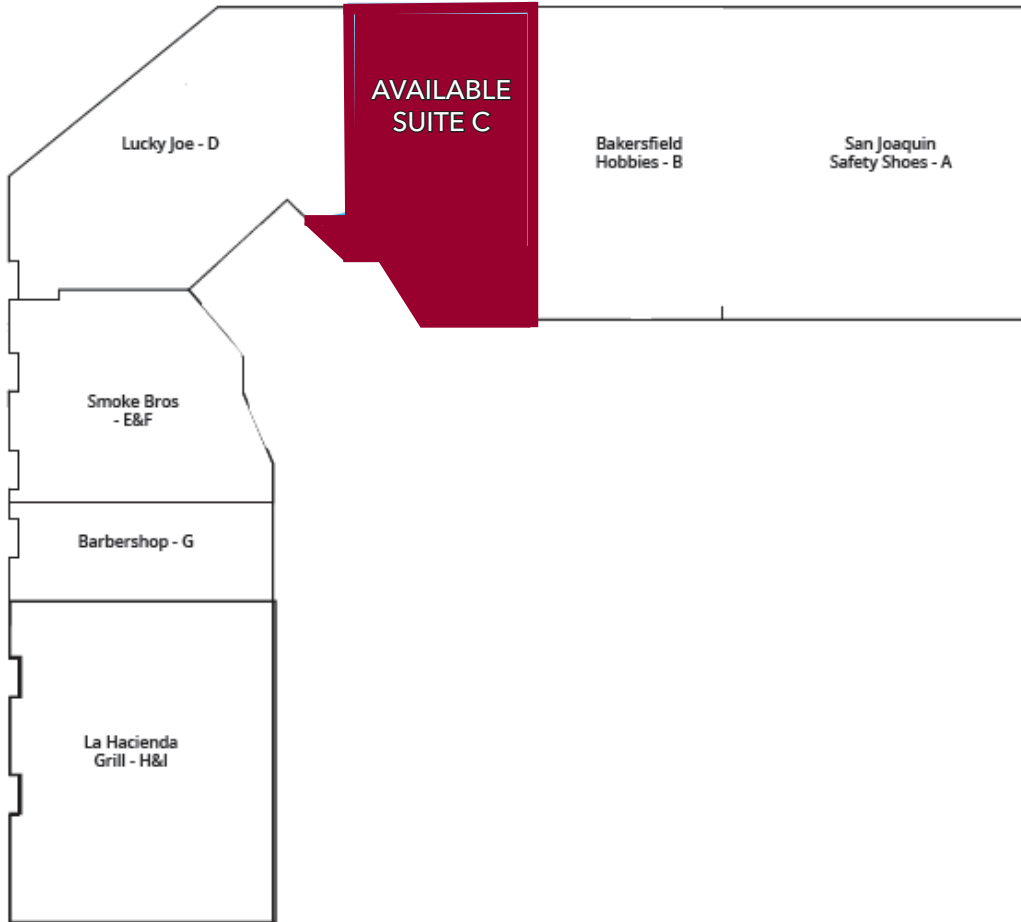 AVAILABLE
SUITE C
Lucky Joe - D
Bakersfield
Hobbies - B
San Joaquin
Safety Shoes - A
Smoke Bros
- E&F
Barbershop - G
La Hacienda
Grill - H&I